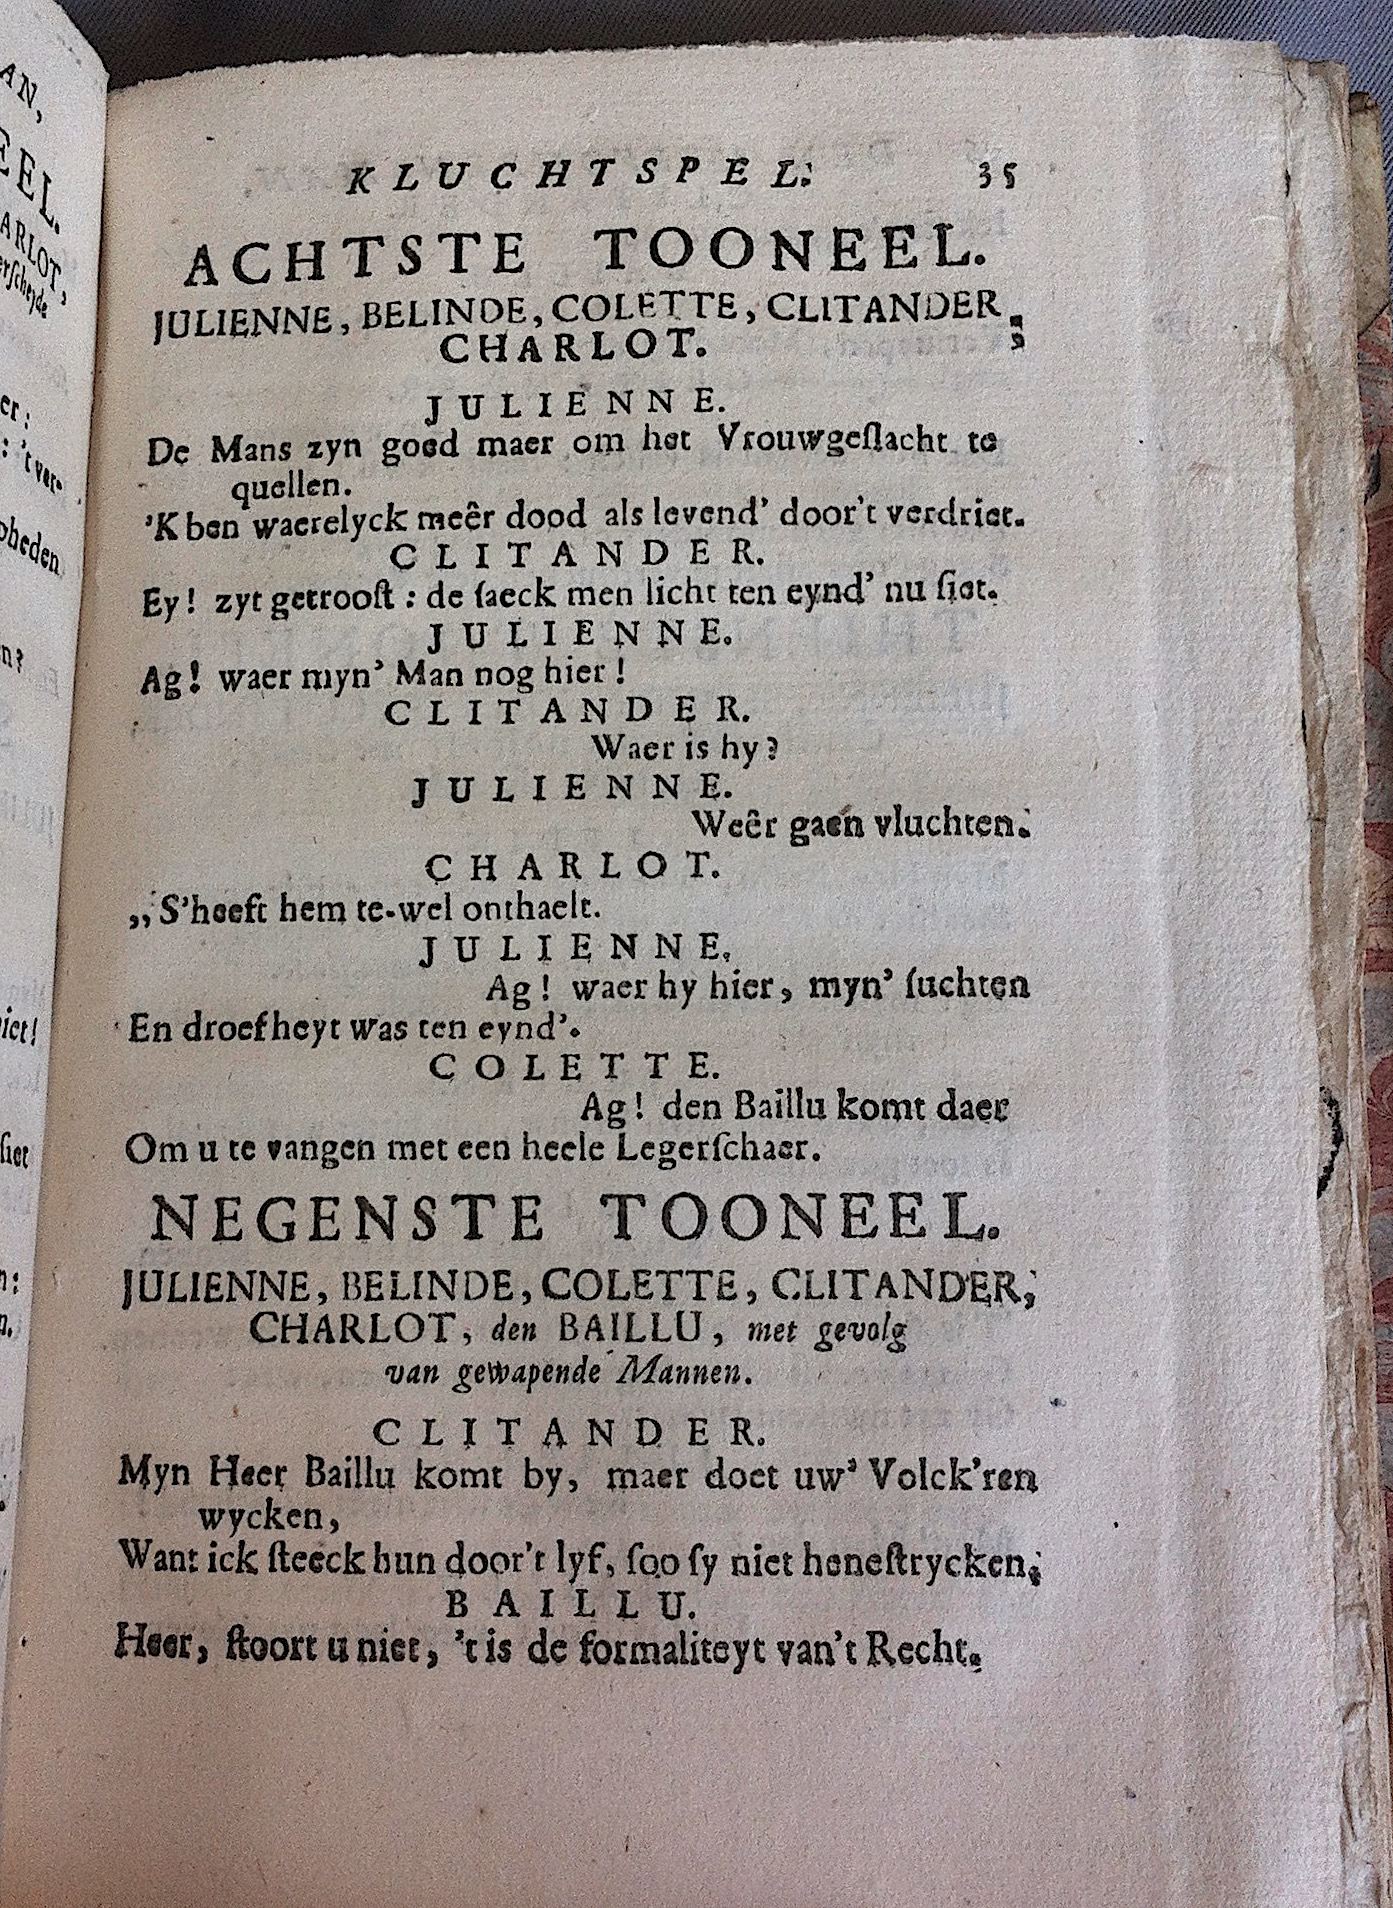 KLUCHTSPEL. 35
ACHTSTE TOONEEL.
JULIENNE, BELINDE, COLETTE, CLITANDER,
CHARLOT.
JULIENNE.
De Mans zyn goed maer om het Vrouwgeſlacht te
quellen.
'K ben waerelyck meêr dood als levend' door't verdriet.
CLITANDER.
Ey! zyt getrooſt: de ſaeck men licht ten eynd' nu ſiet.
JULIENNE.
Ag! waer myn' Man nog hier!
CLITANDER.
Waer is hy?
JULIENNE.
Weêr gaen vluchten.
CHARLOT.
,,S'heeft hem te-wel onthaelt.
JULIENNE.
Ag! waer hy hier, myn' ſuchten
En droefheyt was ten eynd'.
COLETTE.
Ag! den Baillu komt daer
Om u te vangen met een heele Legerſchaer.
NEGENSTE TOONEEL.
JULIENNE, BELINDE, COLETTE, CLITANDER,
CHARLOT, den BAILLU, met gevolg
van gewapende Mannen.
CLITANDER.
Myn Heer Baillu komt by, maer doet uw' Volck'ren
wycken,
Want ick ſteeck hun door't lyf, ſoo ſy niet heneſtrycken.
BAILLU.
Heer, ſtoort u niet, 't is de formaliteyt van't Recht.